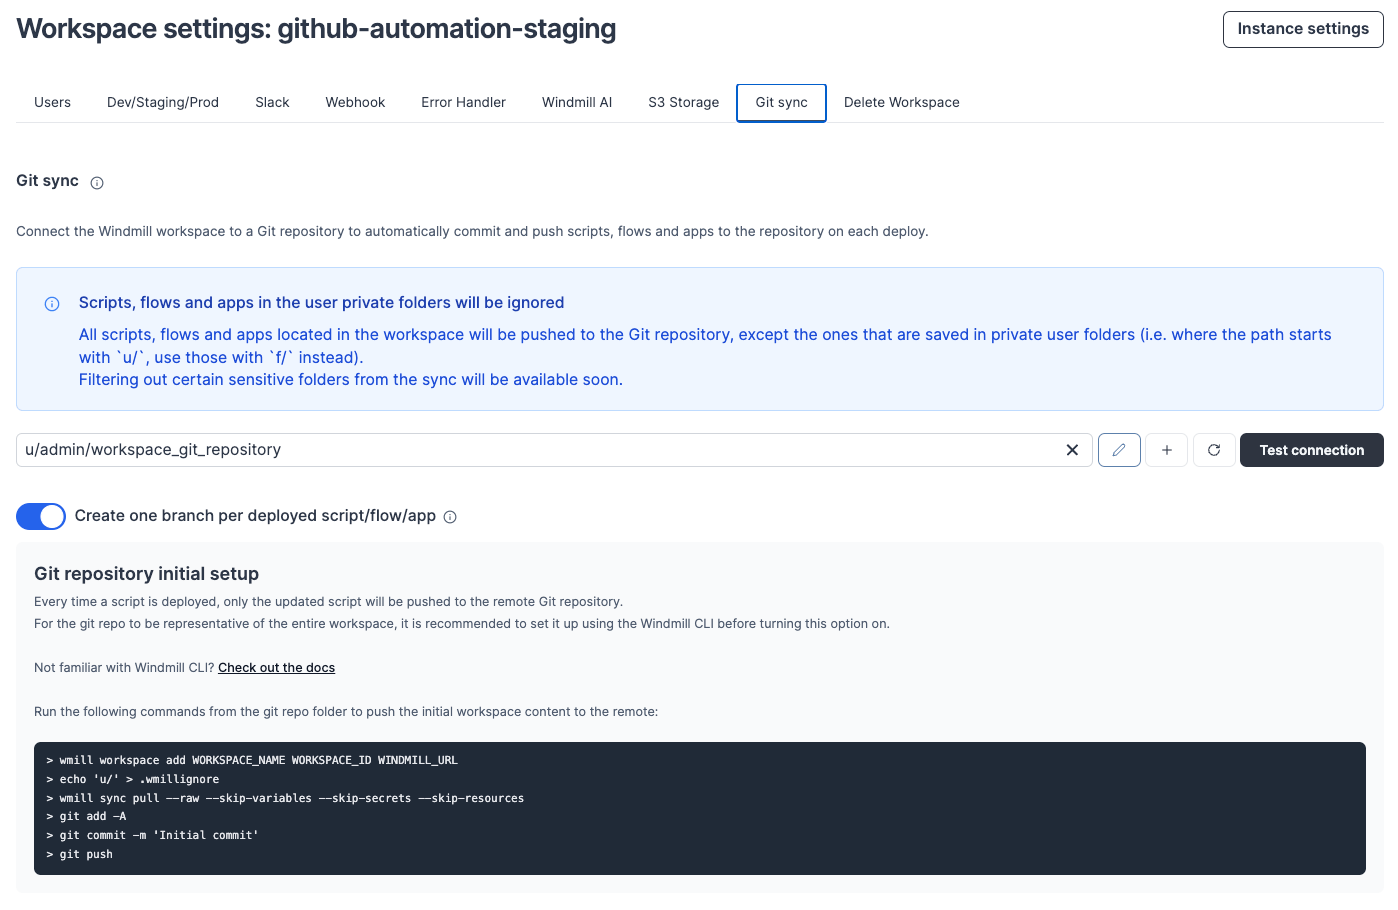 Workspace settings: github-automation-staging
Instance settings
Users
Dev/Staging/Prod
Slack
Webhook
Error Handler
Windmill AI
S3 Storage
Git sync
Delete Workspace
Git sync
Connect the Windmill workspace to a Git repository to automatically commit and push scripts, flows and apps to the repository on each deploy.
Scripts, flows and apps in the user private folders will be ignored
All scripts, flows and apps located in the workspace will be pushed to the Git repository, except the ones that are saved in private user folders (i.e. where the path starts
with `u/`, use those with `f/` instead).
Filtering out certain sensitive folders from the sync will be available soon.
u/admin/workspace_git_repository
Test connection
Create one branch per deployed script/flow/app
Git repository initial setup
Every time a script is deployed, only the updated script will be pushed to the remote Git repository.
For the git repo to be representative of the entire workspace, it is recommended to set it up using the Windmill CLI before turning this option on.
Not familiar with Windmill CLI? Check out the docs
Run the following commands from the git repo folder to push the initial workspace content to the remote:
> wmill workspace add WORKSPACE_NAME WORKSPACE_ID WINDMILL_URL
> echo 'u/' > .wmillignore
> wmill sync pull --raw --skip-variables --skip-secrets --skip-resources
> git add -A
> git commit -m 'Initial commit'
> git push